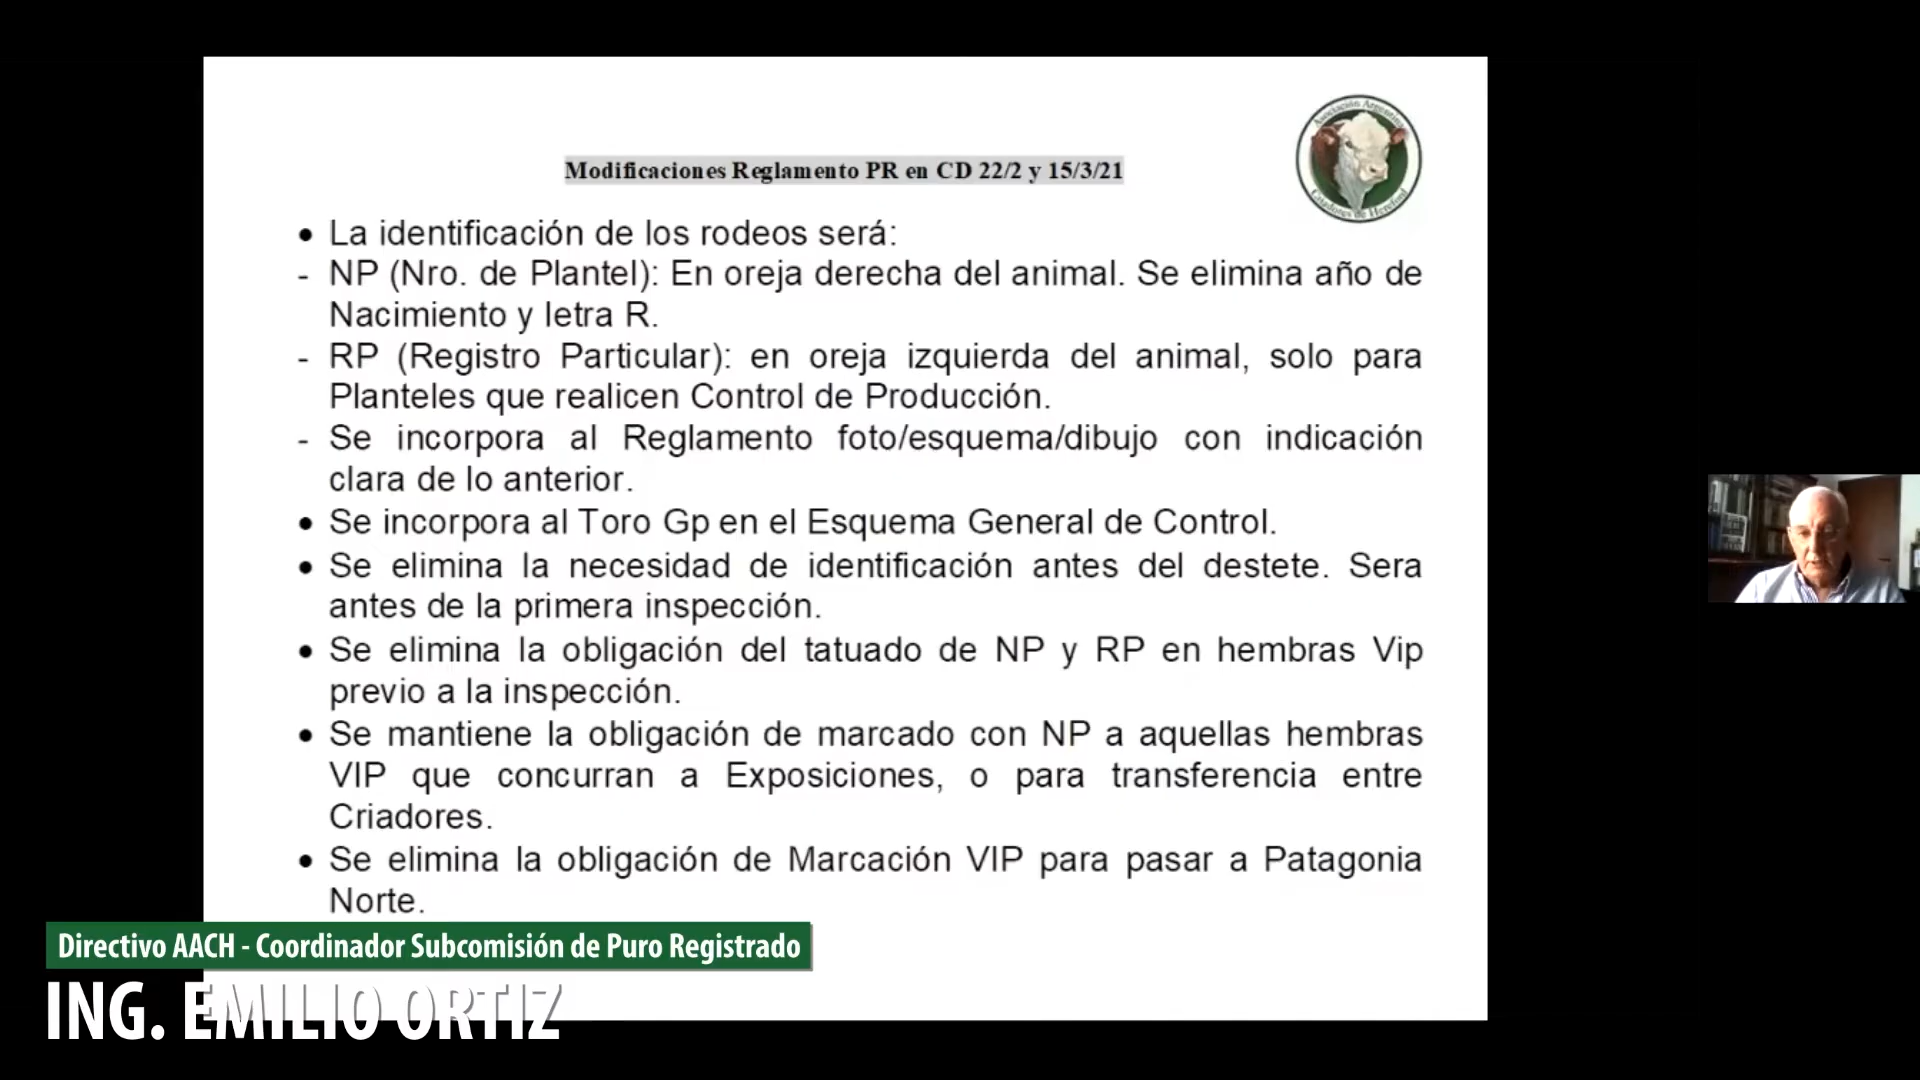 Asociación Argentina
Criadores de Hereford
Modificaciones Reglamento PR en CD 22/2 y 15/3/21
• La identificación de los rodeos será:
- NP (Nro. de Plantel): En oreja derecha del animal. Se elimina año de
Nacimiento y letra R.
- RP (Registro Particular): en oreja izquierda del animal, solo para
Planteles que realicen Control de Producción.
- Se incorpora al Reglamento foto/esquema/dibujo con indicación
clara de lo anterior.
• Se incorpora al Toro Gp en el Esquema General de Control.
• Se elimina la necesidad de identificación antes del destete. Sera
antes de la primera inspección.
• Se elimina la obligación del tatuado de NP y RP en hembras Vip
previo a la inspección.
• Se mantiene la obligación de marcado con NP a aquellas hembras
VIP que concurran a Exposiciones, o para transferencia entre
Criadores.
• Se elimina la obligación de Marcación VIP para pasar a Patagonia
Norte.
Directivo AACH - Coordinador Subcomisión de Puro Registrado
ING. EMILIO ORTIZ